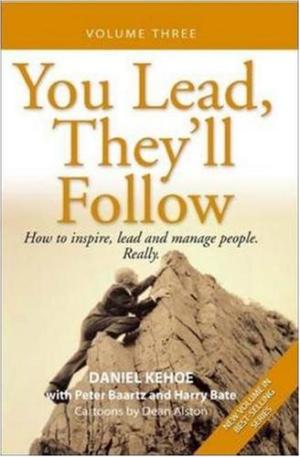 VOLUME THREE
You Lead,
They'll
Follow
How to inspire, lead and manage people.
Really.
DANIEL KEHOE
with Peter Baartz and Harry Bate
Cartoons by Dean Alston
NEW VOLUME IN
BEST-SELLING
SERIES